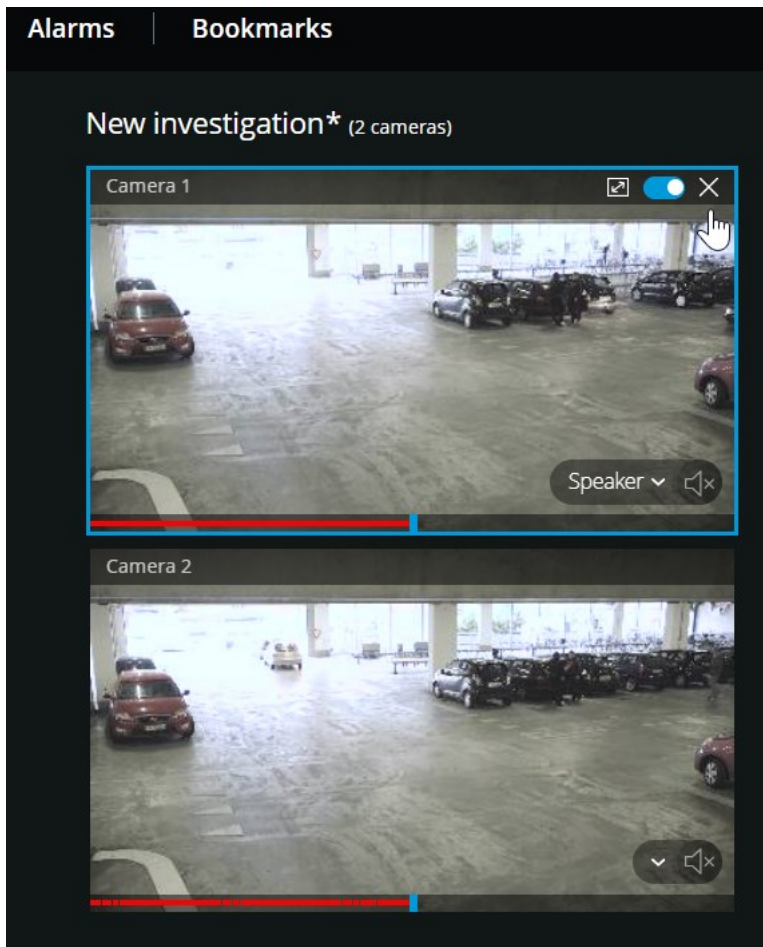 Alarms Bookmarks
New investigation* (2 cameras)
Camera 1
Speaker
Camera 2